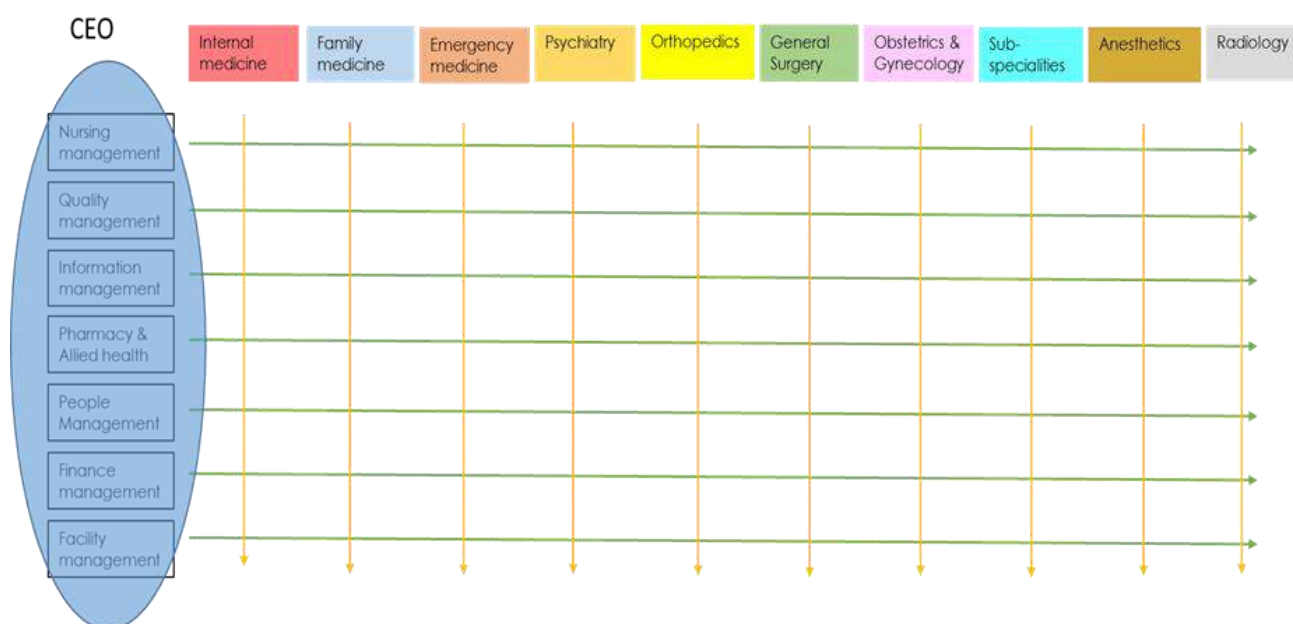 CEO
Internal
medicine
Family
medicine
Emergency
medicine
Psychiatry
Orthopedics
General
Surgery
Obstetrics &
Gynecology
Sub-
specialities
Anesthetics
Radiology
Nursing
management
Quality
management
Information
management
Pharmacy &
Allied health
People
Management
Finance
management
Facility
management